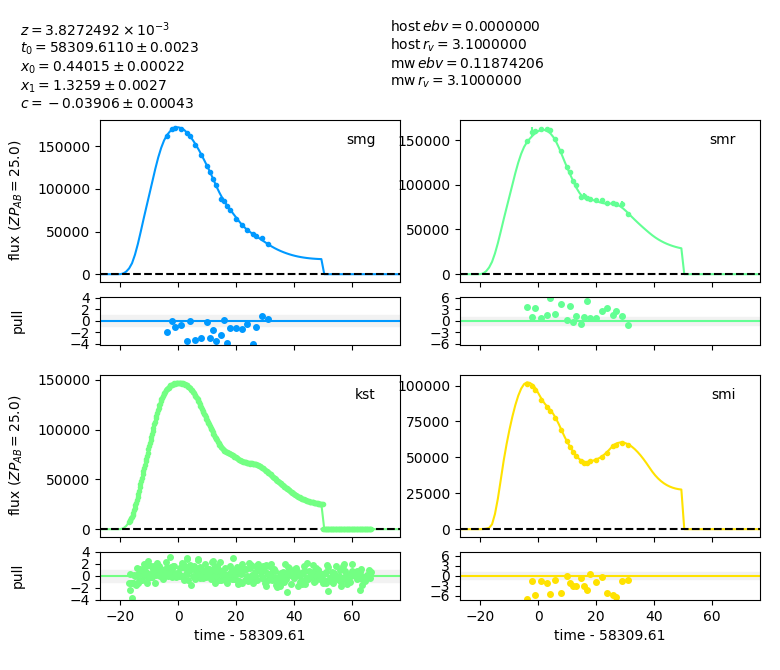 z = 3.8272492 × 10⁻³
t₀ = 58309.6110 ± 0.0023
x₀ = 0.44015 ± 0.00022
x₁ = 1.3259 ± 0.0027
c = −0.03906 ± 0.00043
host ebv = 0.0000000
host r_v = 3.1000000
mw ebv = 0.11874206
mw r_v = 3.1000000
flux (ZP_AB = 25.0)
150000
100000
50000
0
smg
150000
100000
50000
0
smr
pull
4
2
0
−2
−4
6
3
0
−3
−6
flux (ZP_AB = 25.0)
150000
100000
50000
0
kst
100000
75000
50000
25000
0
smi
pull
4
2
0
−2
−4
6
3
0
−3
−6
−20 0 20 40 60
−20 0 20 40 60
time - 58309.61
time - 58309.61